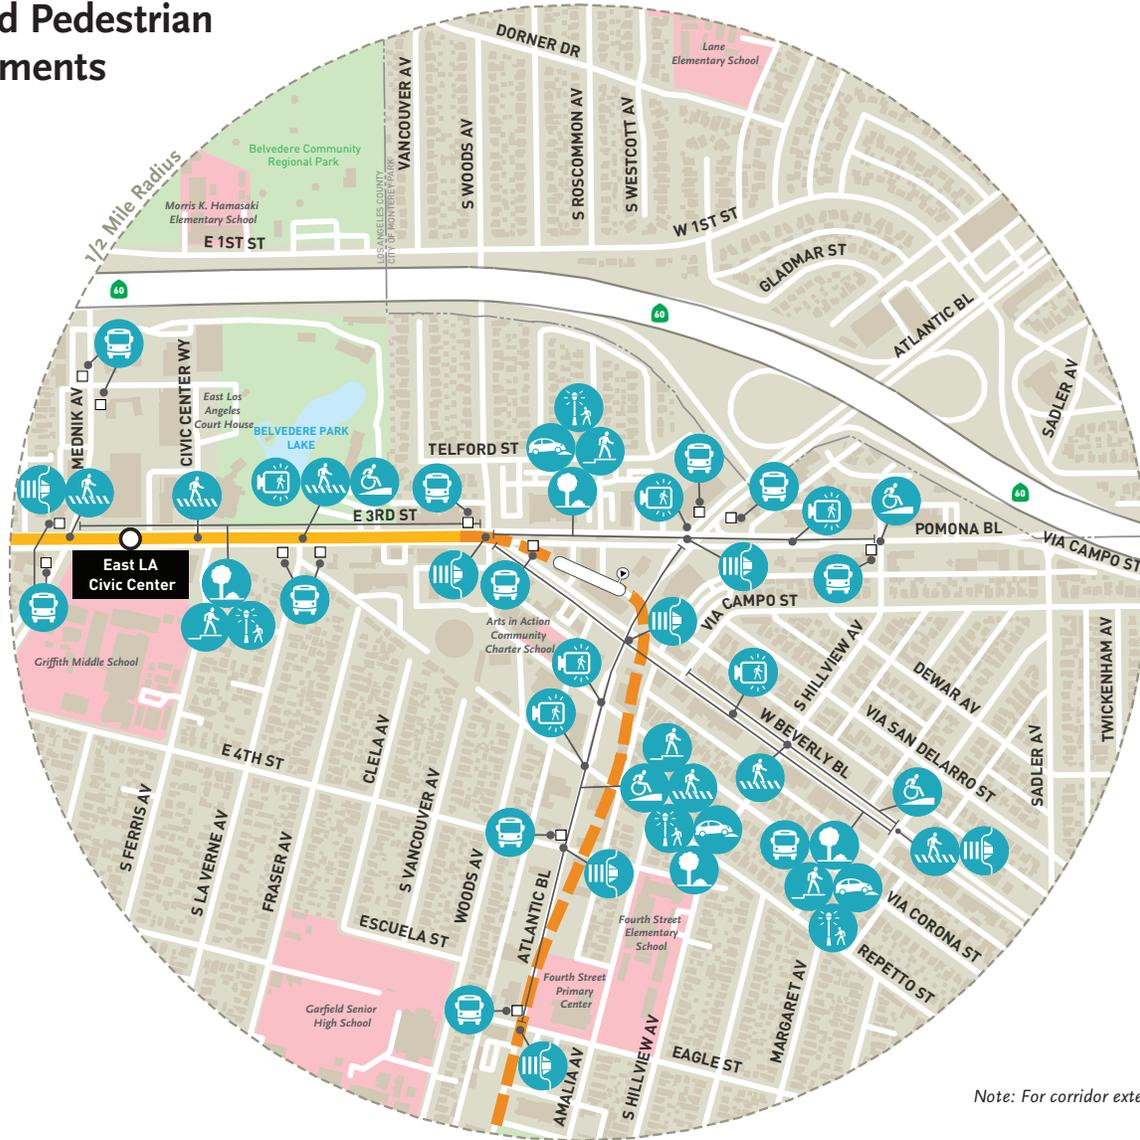 d Pedestrian
ments
DORNER DR
Lane
Elementary School
VANCOUVER AV
S WOODS AV
S ROSCOMMON AV
S WESTCOTT AV
Belvedere Community
Regional Park
1/2 Mile Radius
Morris K. Hamasaki
Elementary School
LOS ANGELES COUNTY
CITY OF MONTEREY PARK
E 1ST ST
W 1ST ST
GLADMAR ST
60
60
ATLANTIC BL
SADLER AV
MEDNIK AV
CIVIC CENTER WY
East Los
Angeles
Court House
BELVEDERE PARK
LAKE
TELFORD ST
60
E 3RD ST
POMONA BL
VIA CAMPO ST
East LA
Civic Center
VIA CAMPO ST
Arts in Action
Community
Charter School
Griffith Middle School
S HILLVIEW AV
DEWAR AV
TWICKENHAM AV
W BEVERLY BL
VIA SAN DELARRO ST
SADLER AV
E 4TH ST
CLELA AV
S FERRIS AV
S LA VERNE AV
FRASER AV
S VANCOUVER AV
WOODS AV
ATLANTIC BL
ESCUELA ST
Fourth Street
Elementary
School
VIA CORONA ST
REPETTO ST
Fourth Street
Primary
Center
Garfield Senior
High School
MARGARET AV
S HILLVIEW AV
EAGLE ST
AMALIA AV
Note: For corridor exte